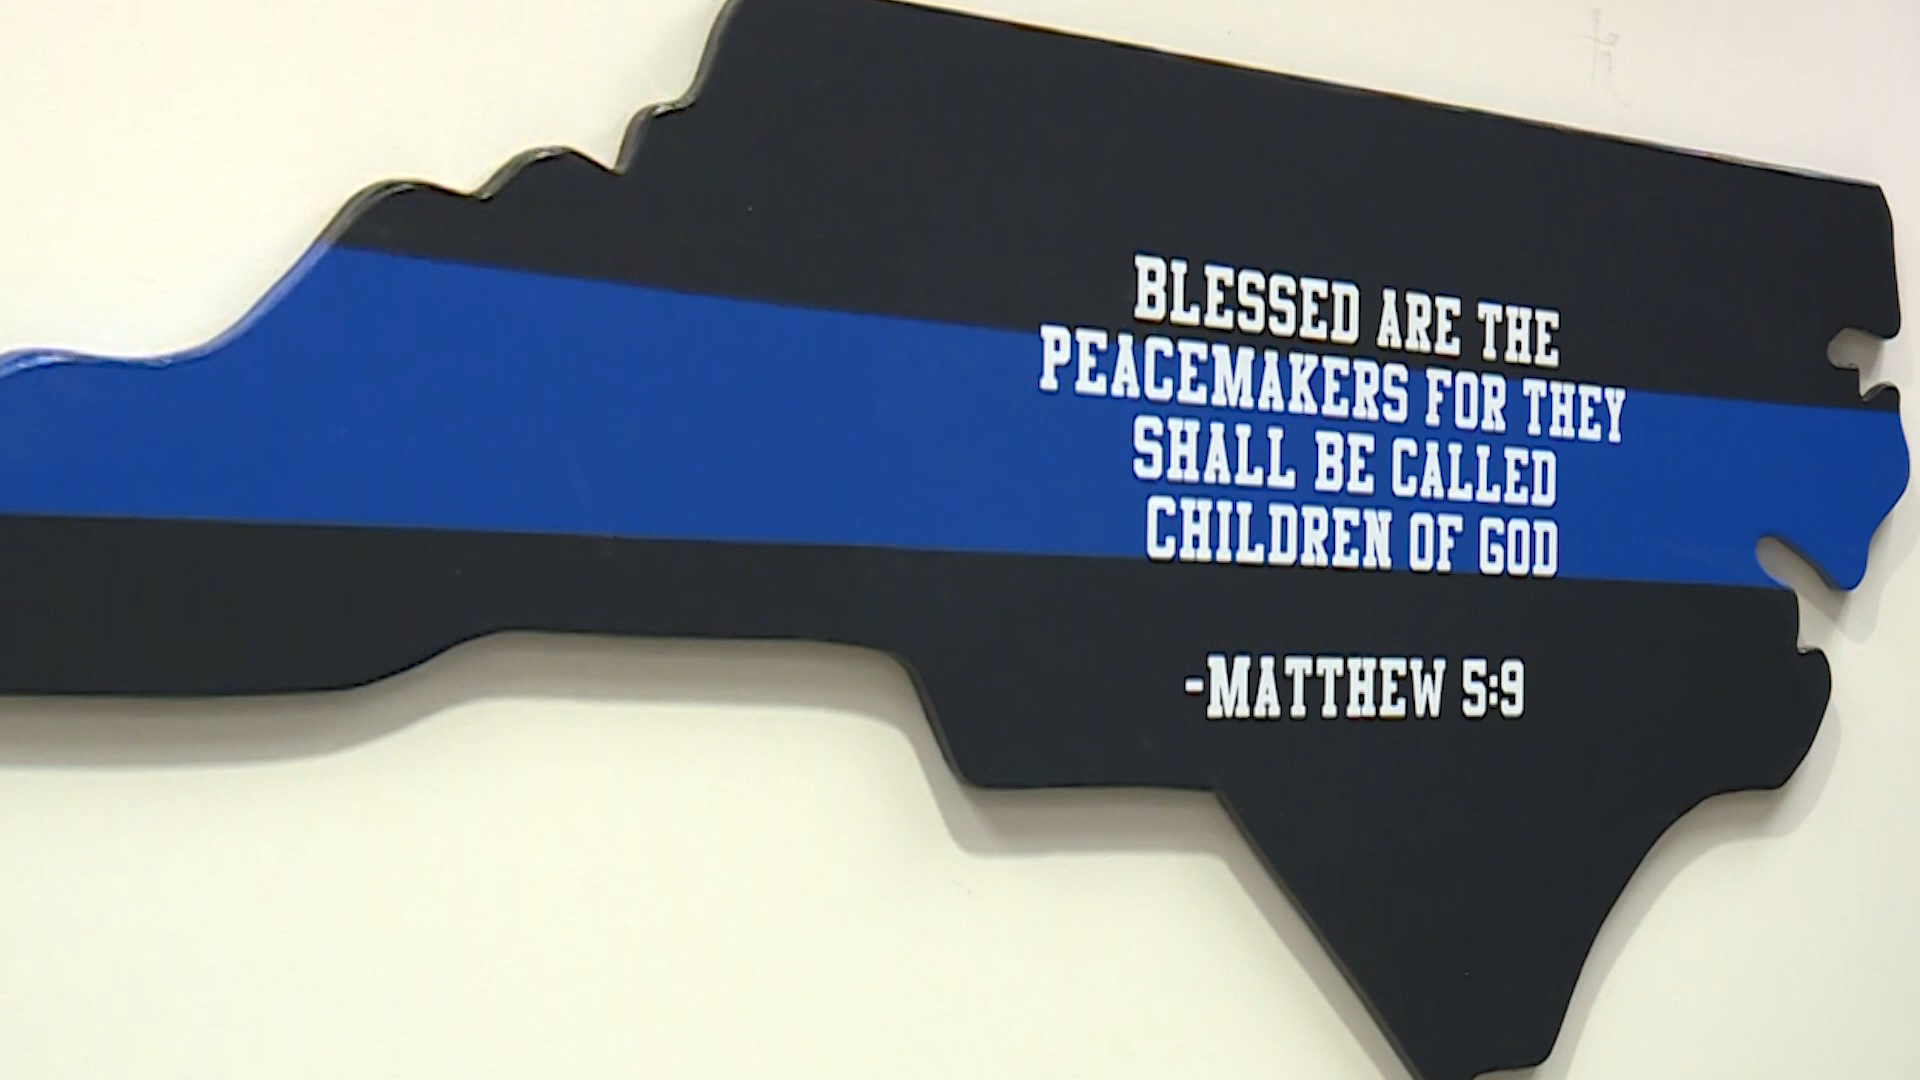 BLESSED ARE THE
PEACEMAKERS FOR THEY
SHALL BE CALLED
CHILDREN OF GOD
-MATTHEW 5:9